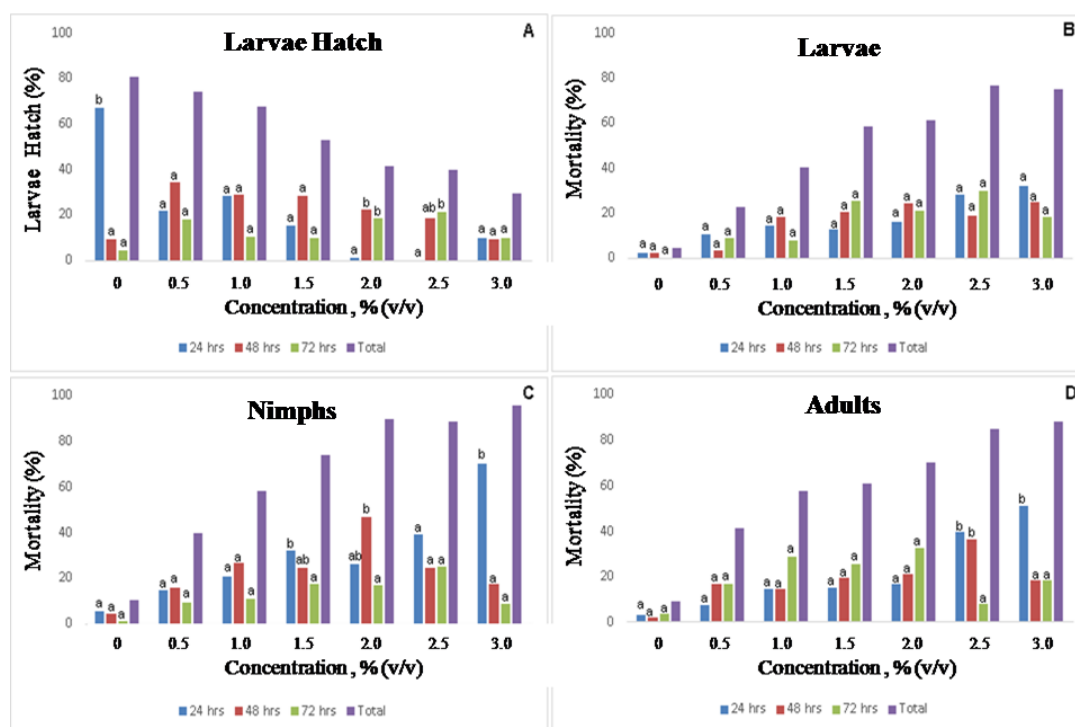 A
Larvae Hatch
Larvae Hatch (%)
100
80
60
40
20
0
b a a
a a a
a a a
a a a
a b b
a ab b
a a a
0 0.5 1.0 1.5 2.0 2.5 3.0
Concentration , % (v/v)
24 hrs 48 hrs 72 hrs Total
B
Larvae
Mortality (%)
100
80
60
40
20
0
a a a
a a a
a a a
a a a
a a a
a a a
a a a
0 0.5 1.0 1.5 2.0 2.5 3.0
Concentration , % (v/v)
24 hrs 48 hrs 72 hrs Total
C
Nimphs
Mortality (%)
100
80
60
40
20
0
a a a
a a a
a a a
b ab a
ab b a
a a a
b a a
0 0.5 1.0 1.5 2.0 2.5 3.0
Concentration , % (v/v)
24 hrs 48 hrs 72 hrs Total
D
Adults
Mortality (%)
100
80
60
40
20
0
a a a
a a a
a a a
a a a
a a a
b b a
b a a
0 0.5 1.0 1.5 2.0 2.5 3.0
Concentration , % (v/v)
24 hrs 48 hrs 72 hrs Total